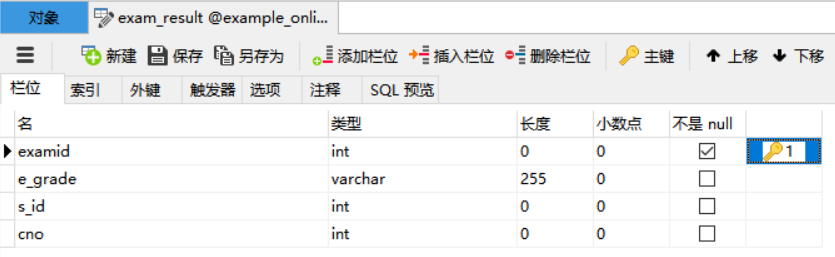 对象 exam_result @example_onli...
新建 保存 另存为 添加栏位 插入栏位 删除栏位 主键 上移 下移
栏位 索引 外键 触发器 选项 注释 SQL 预览
名 类型 长度 小数点 不是 null
examid int 0 0 1
e_grade varchar 255 0
s_id int 0 0
cno int 0 0